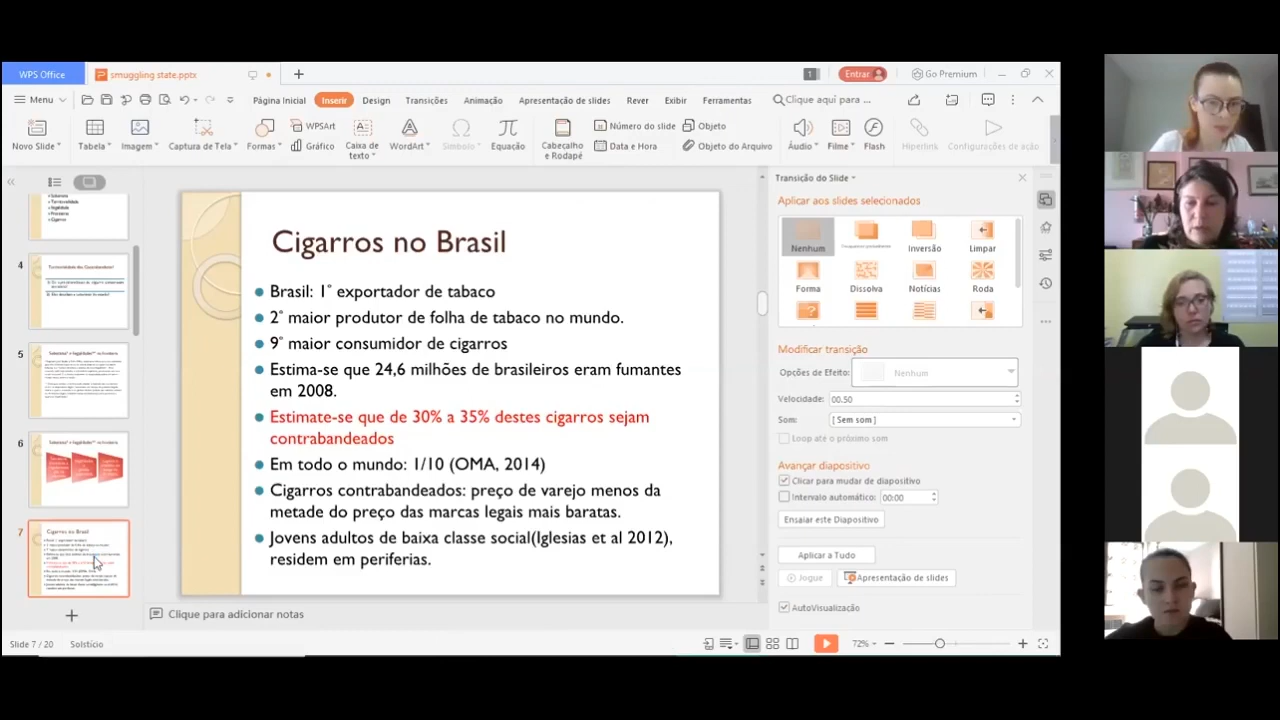 WPS Office
smuggling state.pptx
1
Entrar
Go Premium
Menu
Página Inicial
Inserir
Design
Transições
Animação
Apresentação de slides
Rever
Exibir
Ferramentas
Clique aqui para ...
Novo Slide
Tabela
Imagem
Captura de Tela
Formas
WPSArt
Gráfico
Caixa de
texto
WordArt
Símbolo
Equação
Cabeçalho
e Rodapé
Número do slide
Data e Hora
Objeto
Objeto do Arquivo
Áudio
Filme
Flash
Hiperlink
Configurações de ação
4
5
6
7
Cigarros no Brasil
Cigarros no Brasil
Brasil: 1° exportador de tabaco
2° maior produtor de folha de tabaco no mundo.
9° maior consumidor de cigarros
Estima-se que 24,6 milhões de brasileiros eram fumantes
em 2008.
Estimate-se que de 30% a 35% destes cigarros sejam
contrabandeados
Em todo o mundo: 1/10 (OMA, 2014)
Cigarros contrabandeados: preço de varejo menos da
metade do preço das marcas legais mais baratas.
Jovens adultos de baixa classe social(Iglesias et al 2012),
residem em periferias.
Transição do Slide
Aplicar aos slides selecionados
Nenhum
Inversão
Limpar
Forma
Dissolva
Notícias
Roda
Modificar transição
Opções de Efeito:
Nenhum
Velocidade:
00.50
Som:
[ Sem som ]
Loop até o próximo som
Avançar diapositivo
Clicar para mudar de diapositivo
Intervalo automático:
00:00
Ensaiar este Diapositivo
Aplicar a Tudo
Jogue
Apresentação de slides
AutoVisualização
Clique para adicionar notas
Slide 7 / 20
Solstício
72%